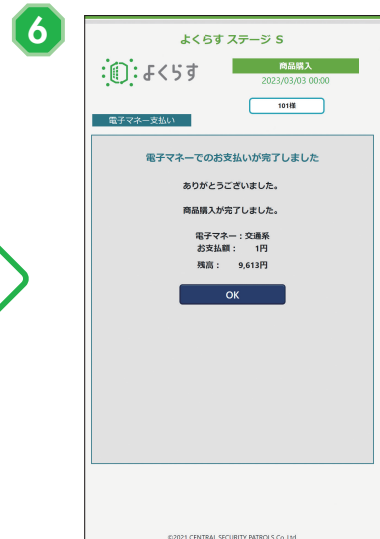 6
よくらす ステージ S
よくらす
商品購入
2023/03/03 00:00
101様
電子マネー支払い
電子マネーでのお支払いが完了しました
ありがとうございました。
商品購入が完了しました。
電子マネー：交通系
お支払額： 1円
残高： 9,613円
OK
©2021 CENTRAL SECURITY PATROLS Co.,Ltd.